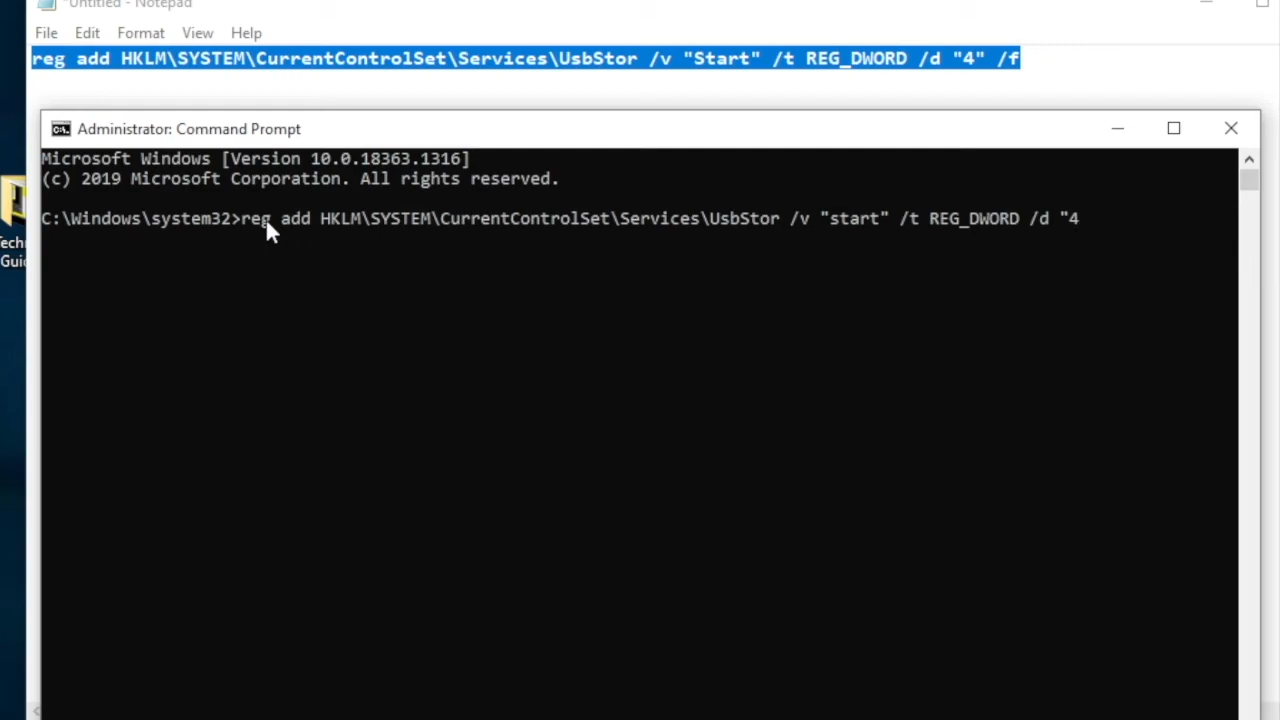 *Untitled - Notepad
File Edit Format View Help
reg add HKLM\SYSTEM\CurrentControlSet\Services\UsbStor /v "Start" /t REG_DWORD /d "4" /f
Administrator: Command Prompt
Microsoft Windows [Version 10.0.18363.1316]
(c) 2019 Microsoft Corporation. All rights reserved.
C:\Windows\system32>reg add HKLM\SYSTEM\CurrentControlSet\Services\UsbStor /v "start" /t REG_DWORD /d "4